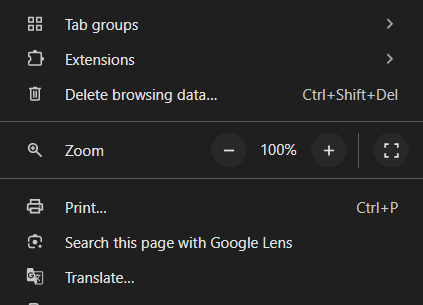 Tab groups
Extensions
Delete browsing data... Ctrl+Shift+Del
Zoom − 100% +
Print... Ctrl+P
Search this page with Google Lens
Translate...